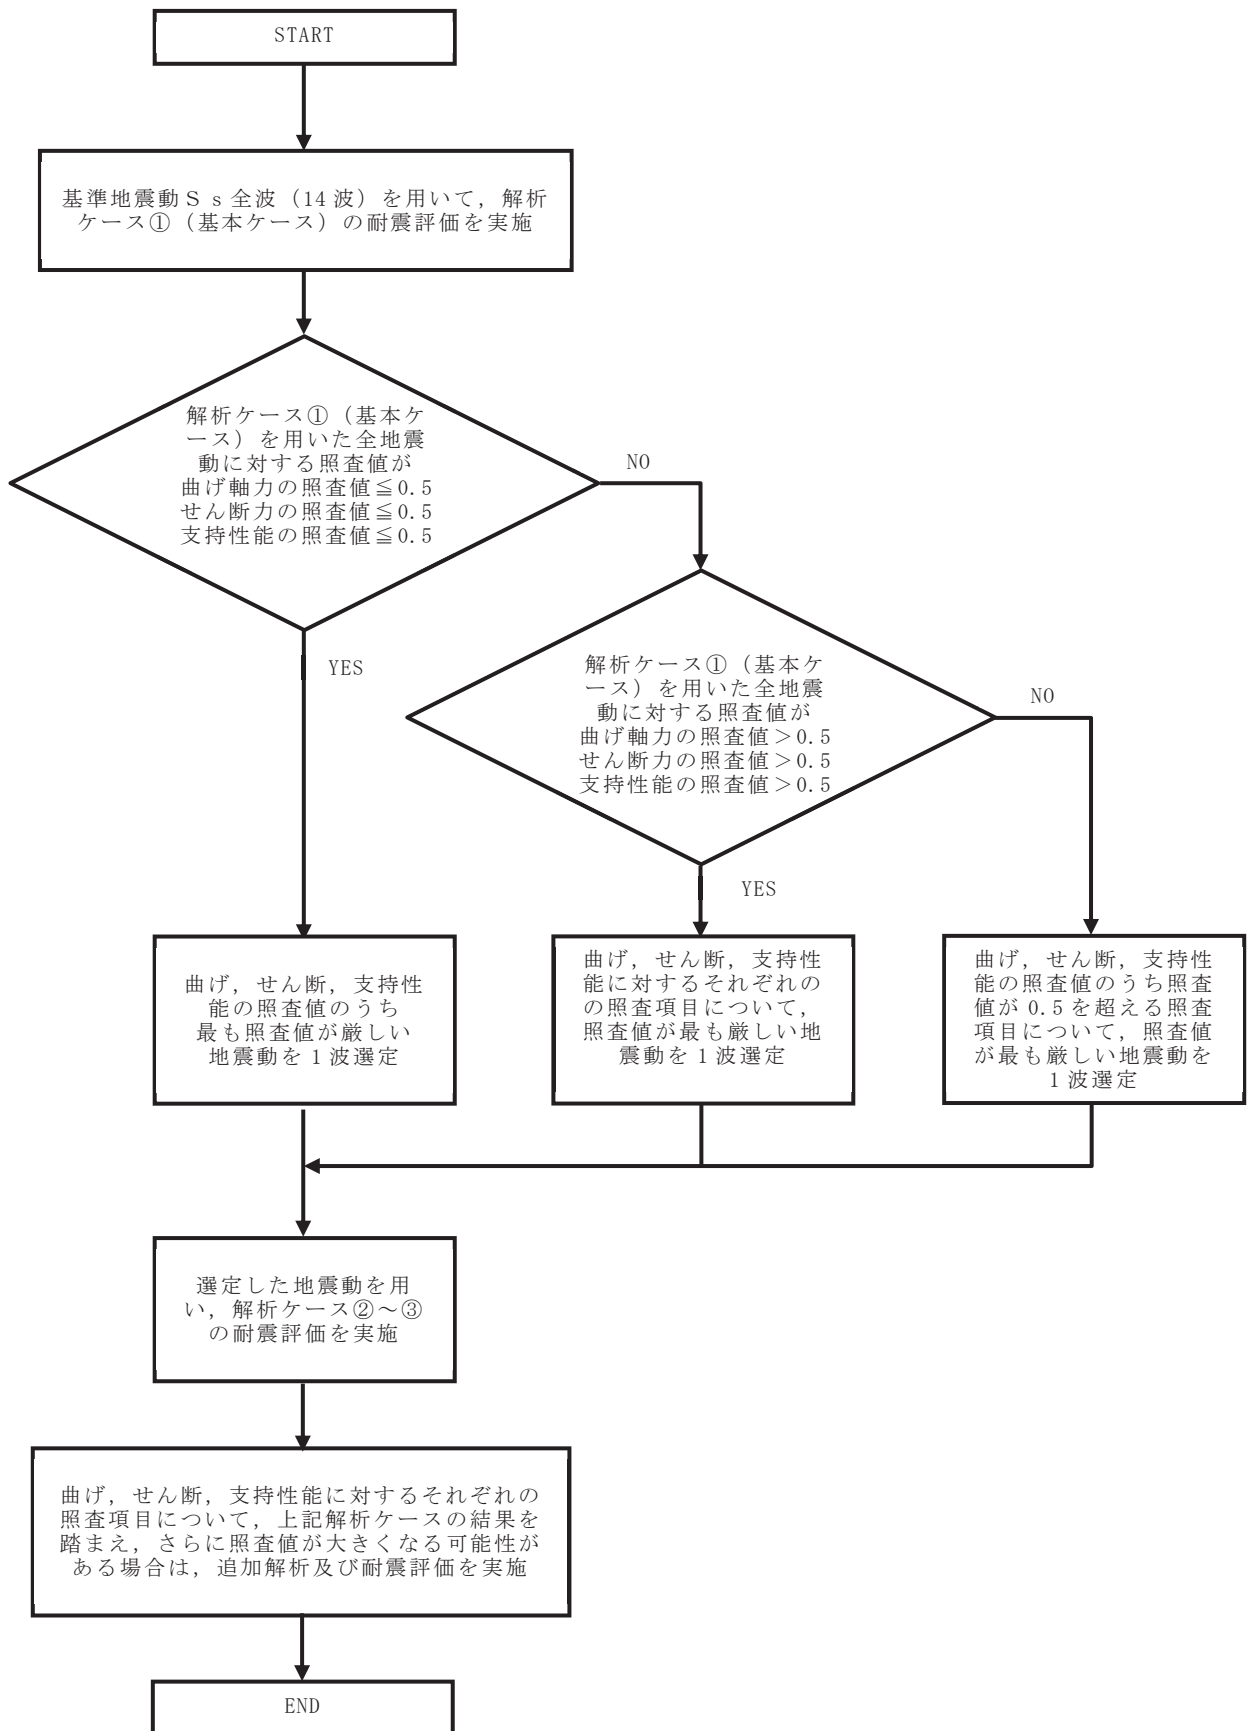 START
基準地震動Ｓｓ全波（14波）を用いて，解析
ケース①（基本ケース）の耐震評価を実施
解析ケース①（基本ケ
ース）を用いた全地震
動に対する照査値が
曲げ軸力の照査値≦0.5
せん断力の照査値≦0.5
支持性能の照査値≦0.5
NO
YES
解析ケース①（基本ケ
ース）を用いた全地震
動に対する照査値が
曲げ軸力の照査値＞0.5
せん断力の照査値＞0.5
支持性能の照査値＞0.5
NO
YES
曲げ，せん断，支持性
能の照査値のうち
最も照査値が厳しい
地震動を1波選定
曲げ，せん断，支持性
能に対するそれぞれの
の照査項目について，
照査値が最も厳しい地
震動を1波選定
曲げ，せん断，支持性
能の照査値のうち照査
値が0.5を超える照査
項目について，照査値
が最も厳しい地震動を
1波選定
選定した地震動を用
い，解析ケース②～③
の耐震評価を実施
曲げ，せん断，支持性能に対するそれぞれの
照査項目について，上記解析ケースの結果を
踏まえ，さらに照査値が大きくなる可能性が
ある場合は，追加解析及び耐震評価を実施
END